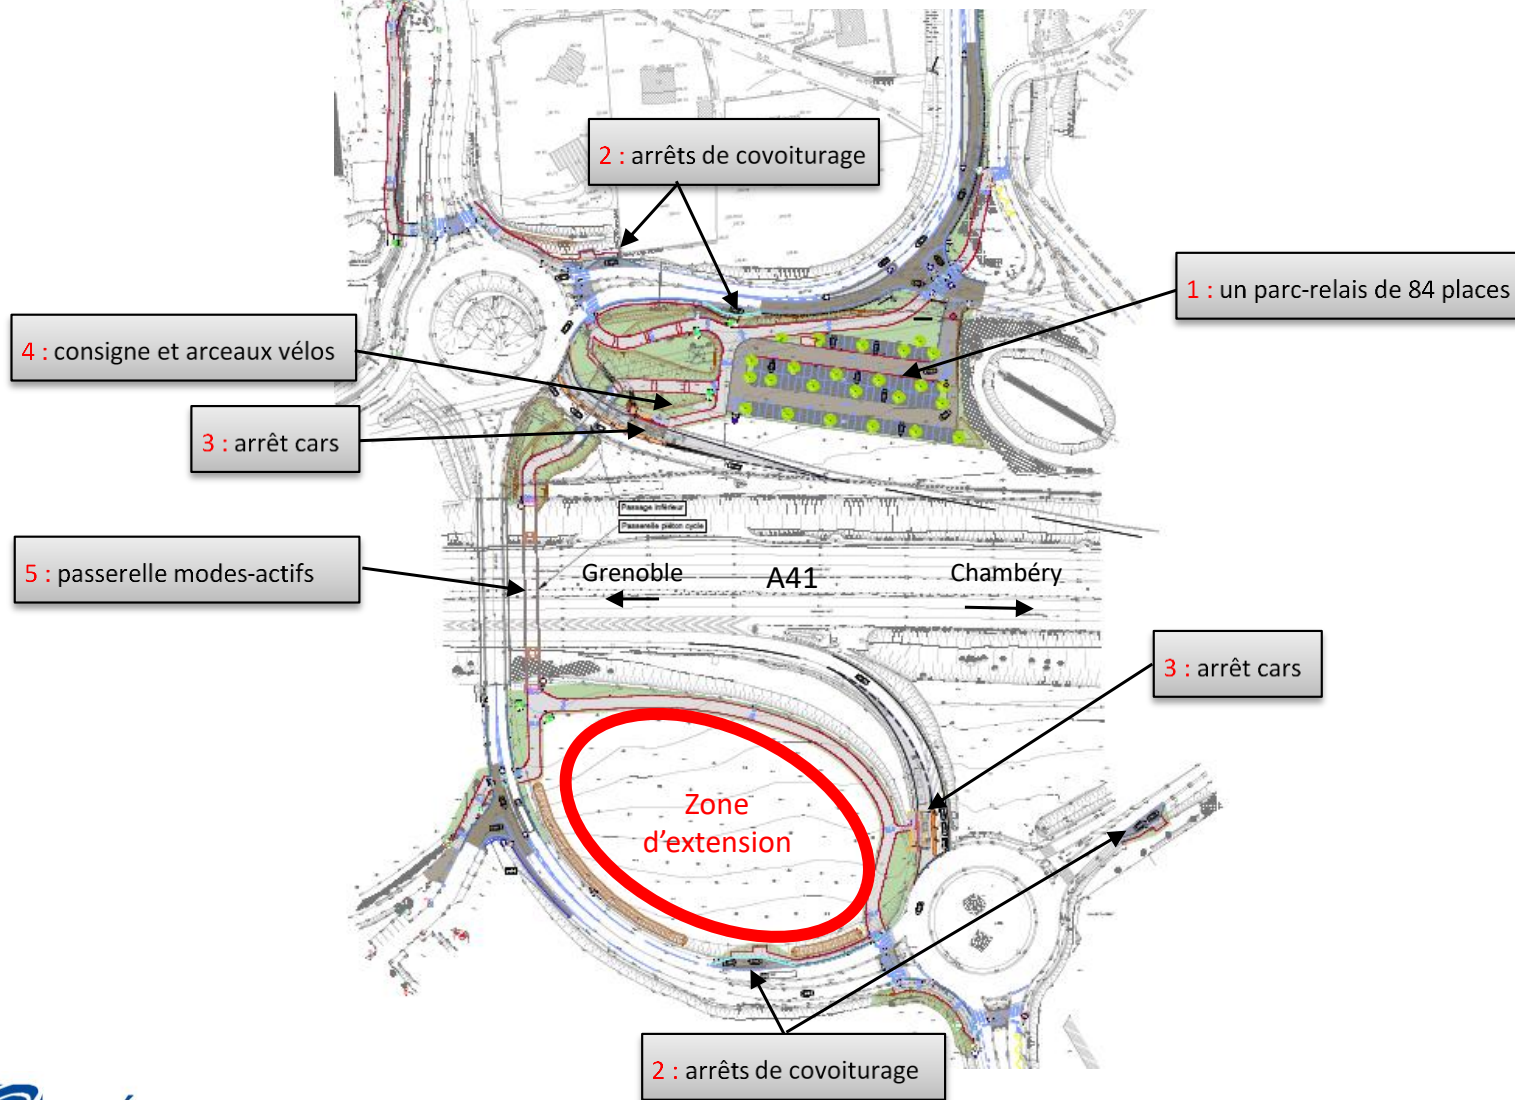 2 : arrêts de covoiturage
1 : un parc-relais de 84 places
4 : consigne et arceaux vélos
3 : arrêt cars
Passage inférieur
Passerelle piéton cycle
5 : passerelle modes-actifs
Grenoble
A41
Chambéry
3 : arrêt cars
Zone
d'extension
2 : arrêts de covoiturage